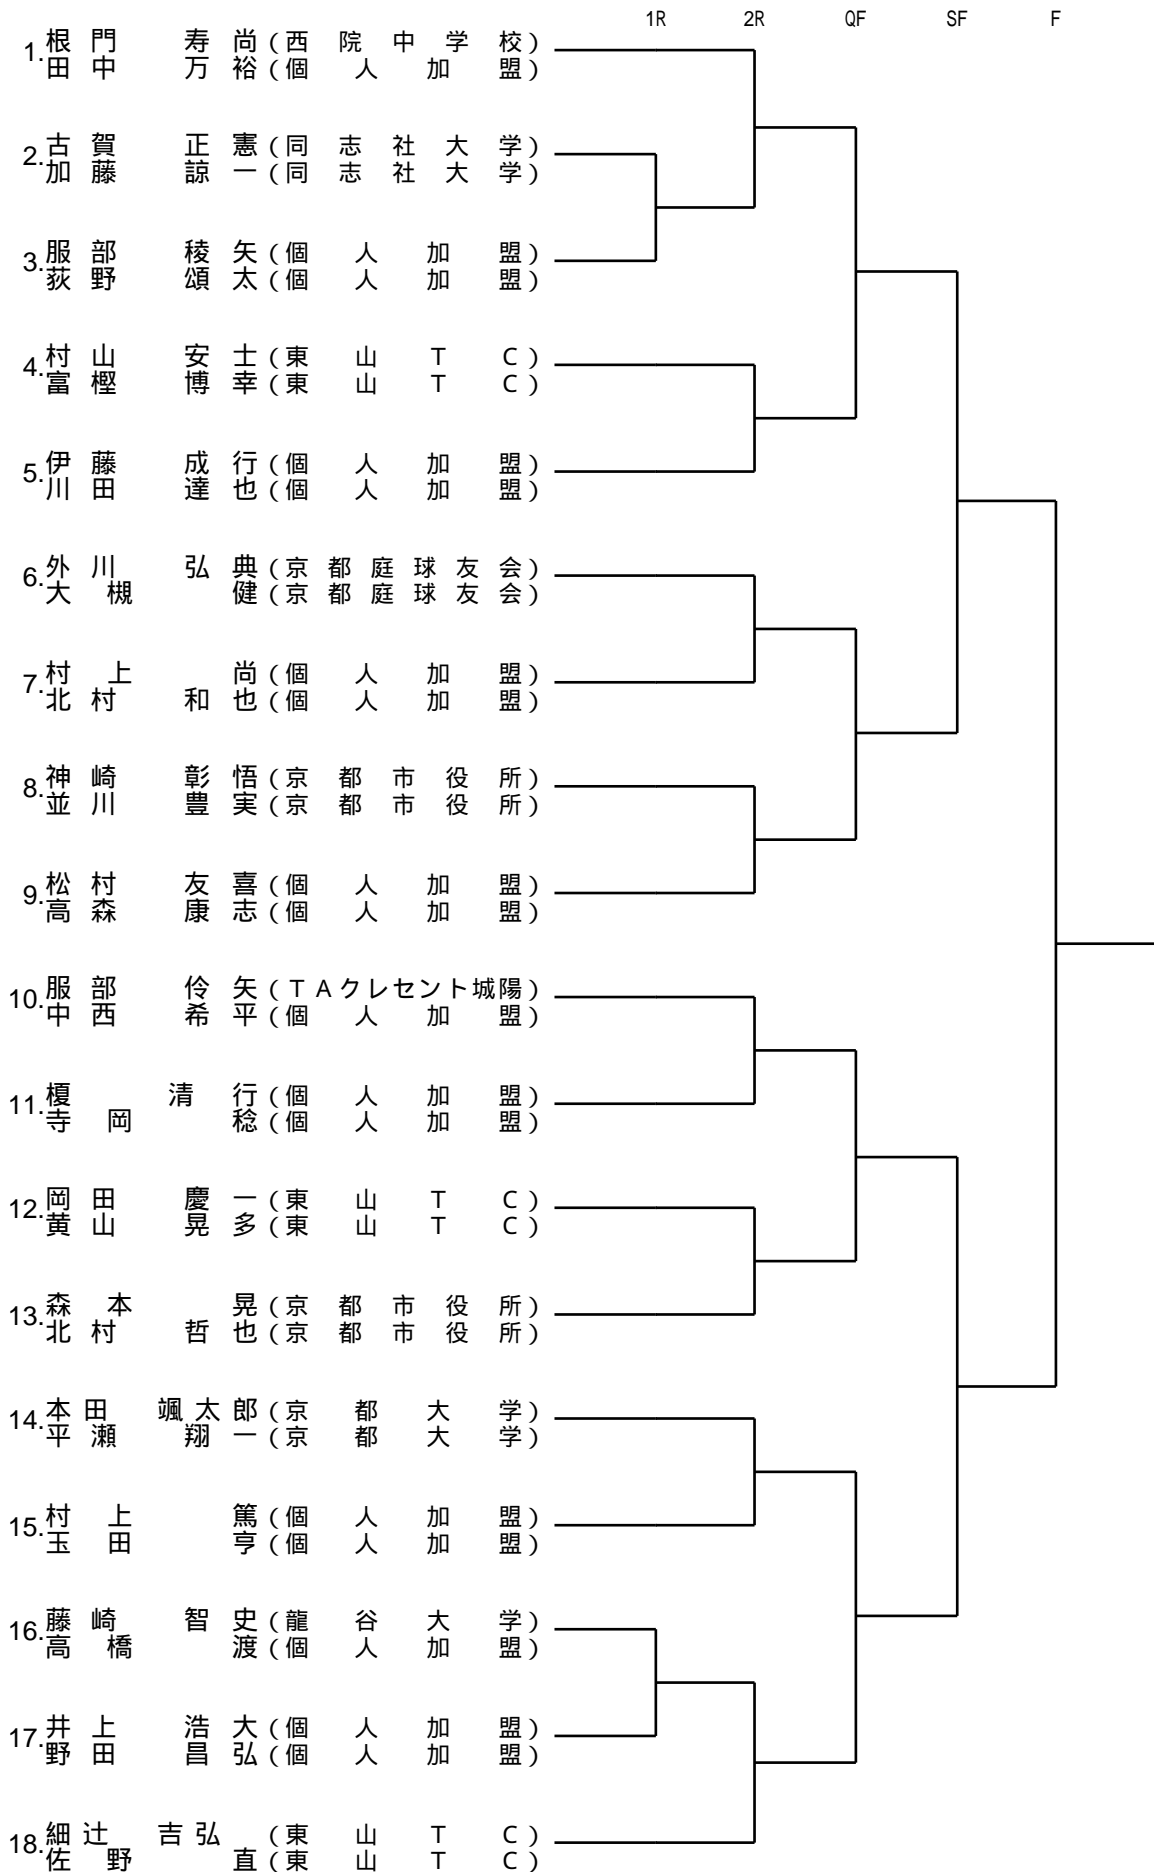 1R 2R QF SF F
1. 根門 寿尚 (西院中学校)
田中 万裕 (個人加盟)
2. 古賀 正憲 (同志社大学)
加藤 諒一 (同志社大学)
3. 服部 稜矢 (個人加盟)
荻野 頌太 (個人加盟)
4. 村山 安士 (東山TC)
富樫 博幸 (東山TC)
5. 伊藤 成行 (個人加盟)
川田 達也 (個人加盟)
6. 外川 弘典 (京都庭球友会)
大槻 健 (京都庭球友会)
7. 村上 尚 (個人加盟)
北村 和也 (個人加盟)
8. 神崎 彰悟 (京都市役所)
並川 豊実 (京都市役所)
9. 松村 友喜 (個人加盟)
高森 康志 (個人加盟)
10. 服部 伶矢 (TAクレセント城陽)
中西 希平 (個人加盟)
11. 榎 清行 (個人加盟)
寺岡 稔 (個人加盟)
12. 岡田 慶一 (東山TC)
黄山 晃多 (東山TC)
13. 森本 晃 (京都市役所)
北村 哲也 (京都市役所)
14. 本田 颯太郎 (京都大学)
平瀬 翔一 (京都大学)
15. 村上 篤 (個人加盟)
玉田 亨 (個人加盟)
16. 藤崎 智史 (龍谷大学)
高橋 渡 (個人加盟)
17. 井上 浩大 (個人加盟)
野田 昌弘 (個人加盟)
18. 細辻 吉弘 (東山TC)
佐野 直 (東山TC)